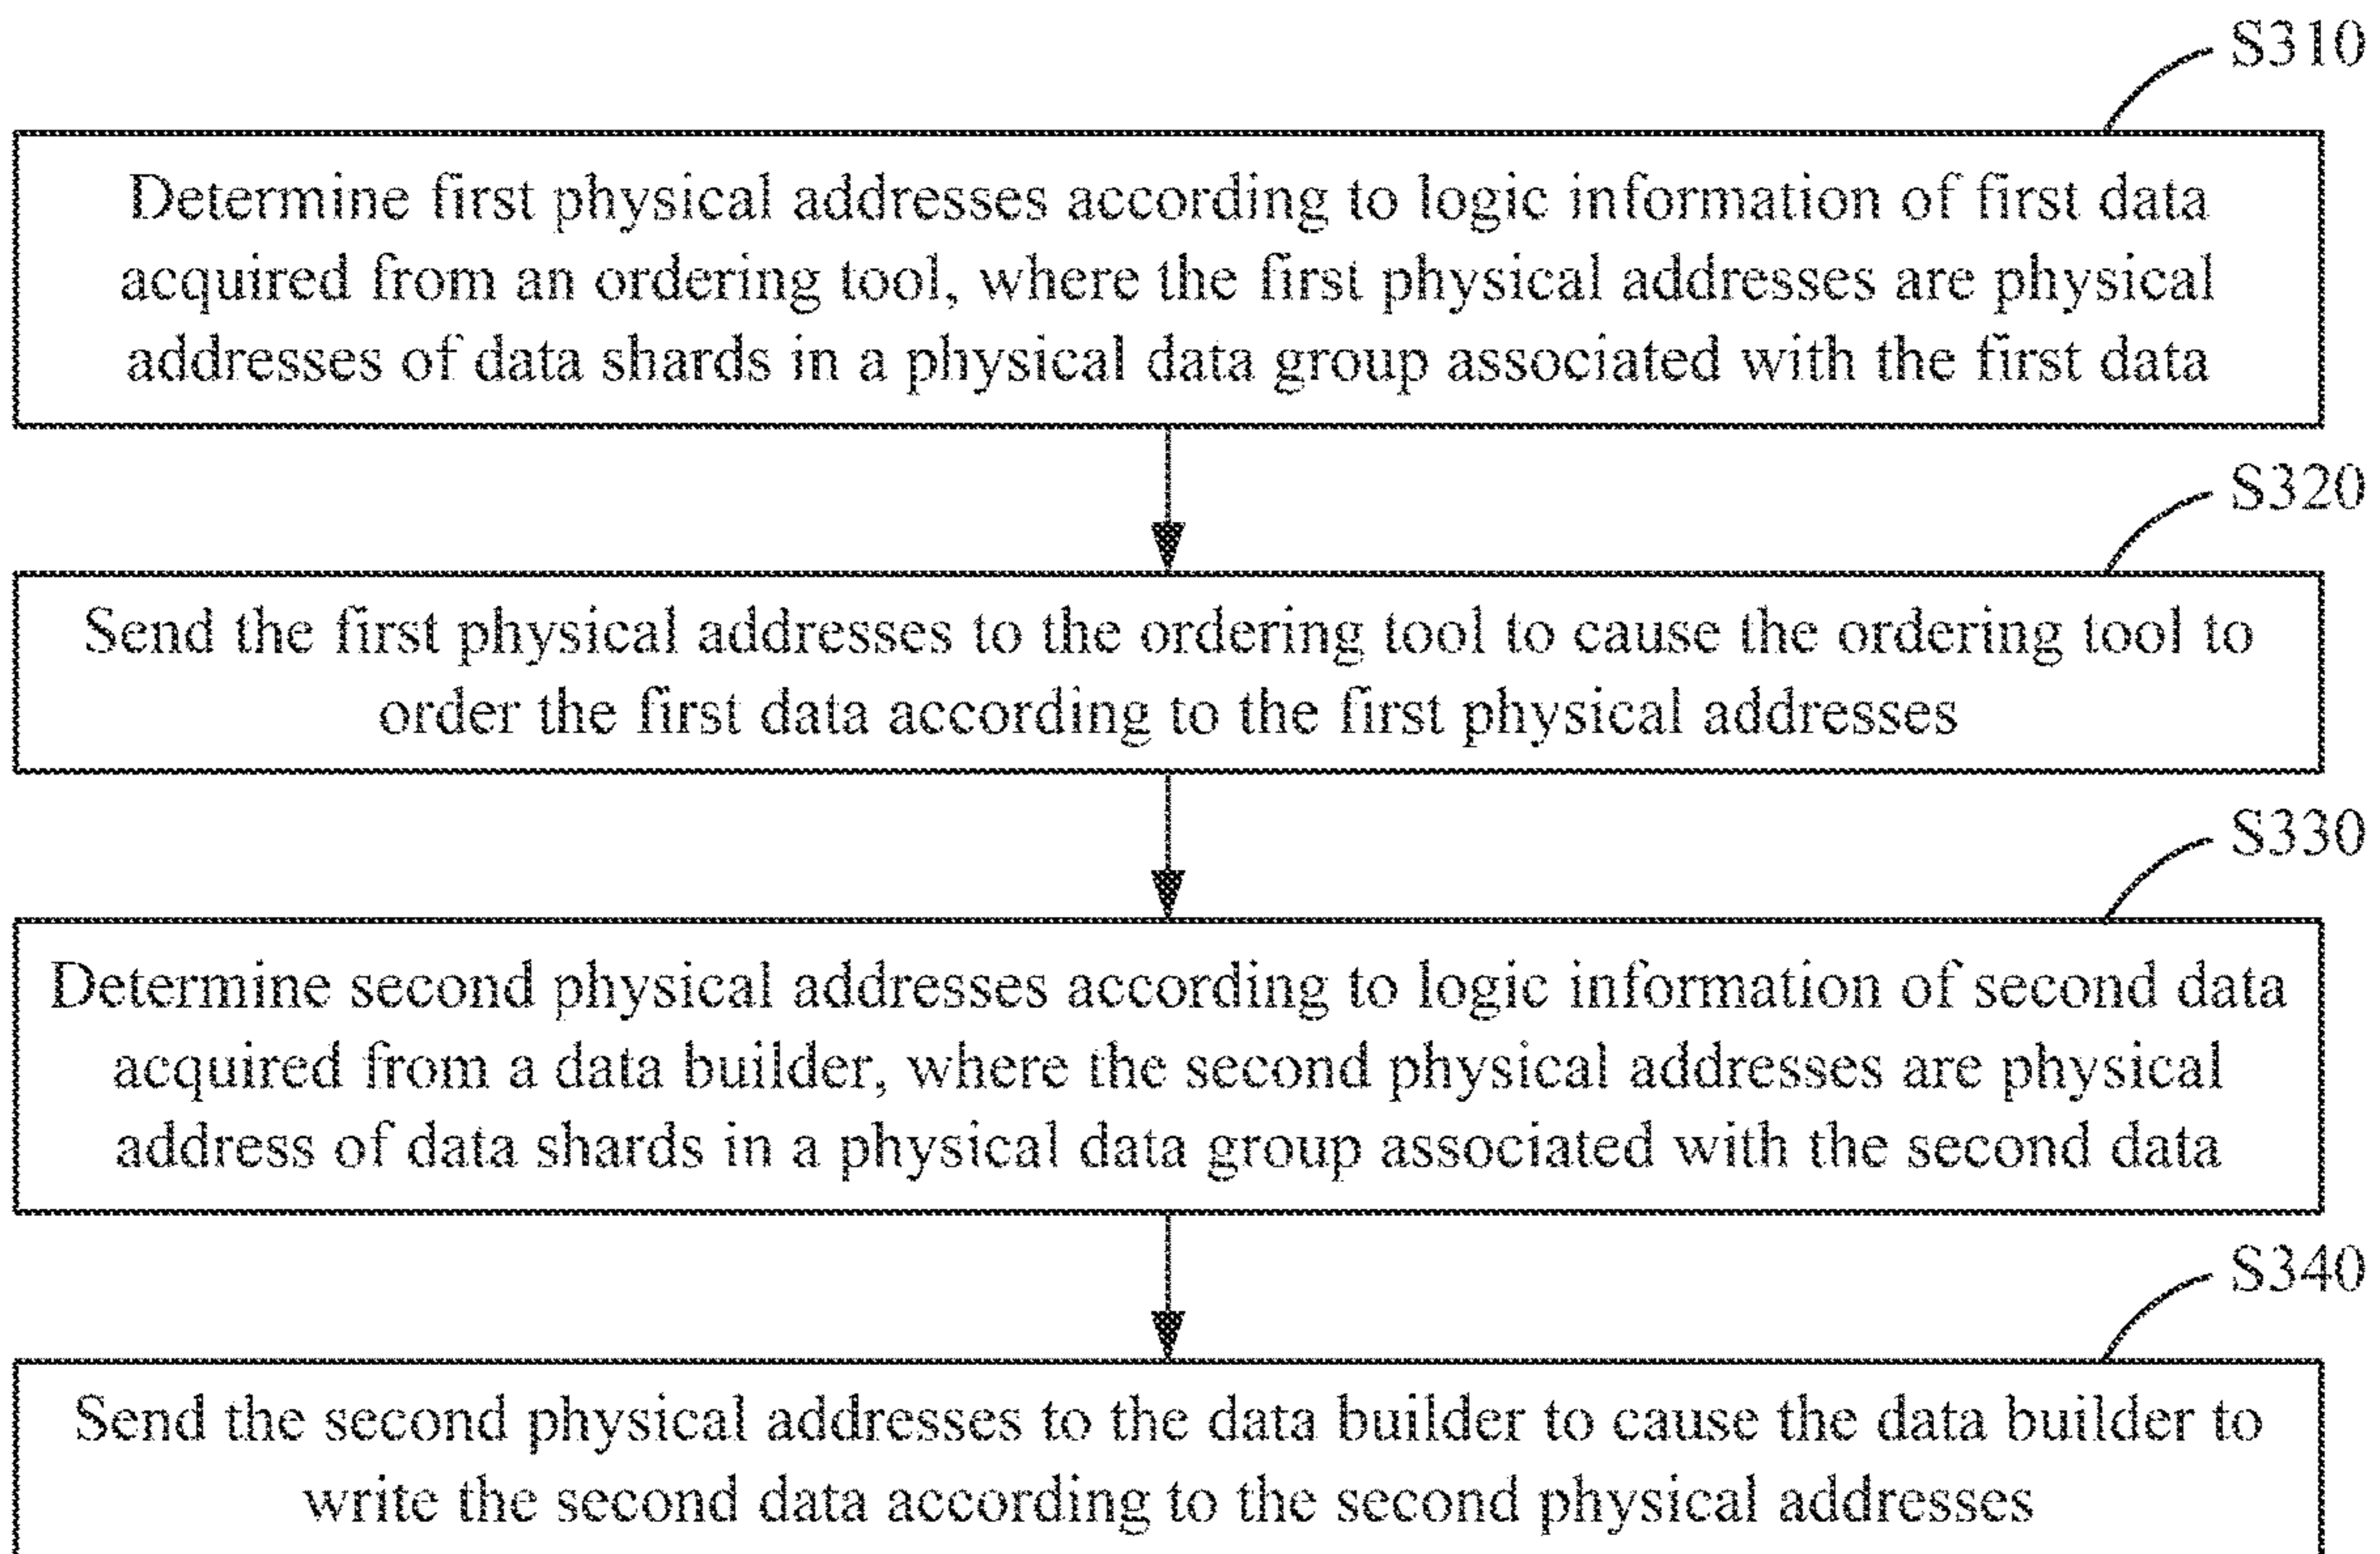 S310
Determine first physical addresses according to logic information of first data
acquired from an ordering tool, where the first physical addresses are physical
addresses of data shards in a physical data group associated with the first data
S320
Send the first physical addresses to the ordering tool to cause the ordering tool to
order the first data according to the first physical addresses
S330
Determine second physical addresses according to logic information of second data
acquired from a data builder, where the second physical addresses are physical
address of data shards in a physical data group associated with the second data
S340
Send the second physical addresses to the data builder to cause the data builder to
write the second data according to the second physical addresses